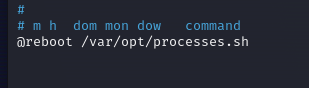 #
# m h  dom mon dow   command
@reboot /var/opt/processes.sh